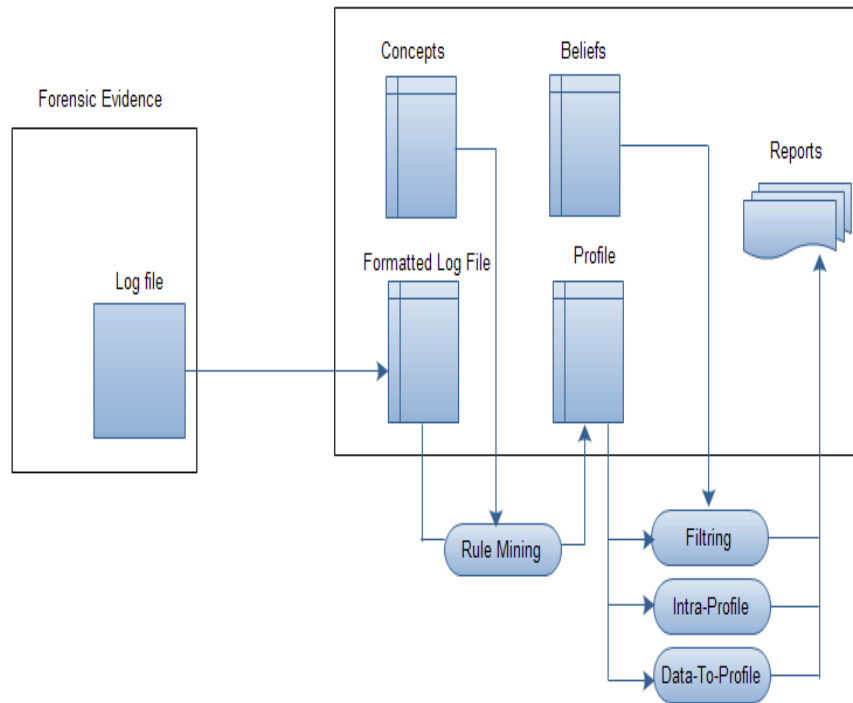 Concepts
Beliefs
Forensic Evidence
Reports
Formatted Log File
Profile
Log file
Rule Mining
Filtring
Intra-Profile
Data-To-Profile